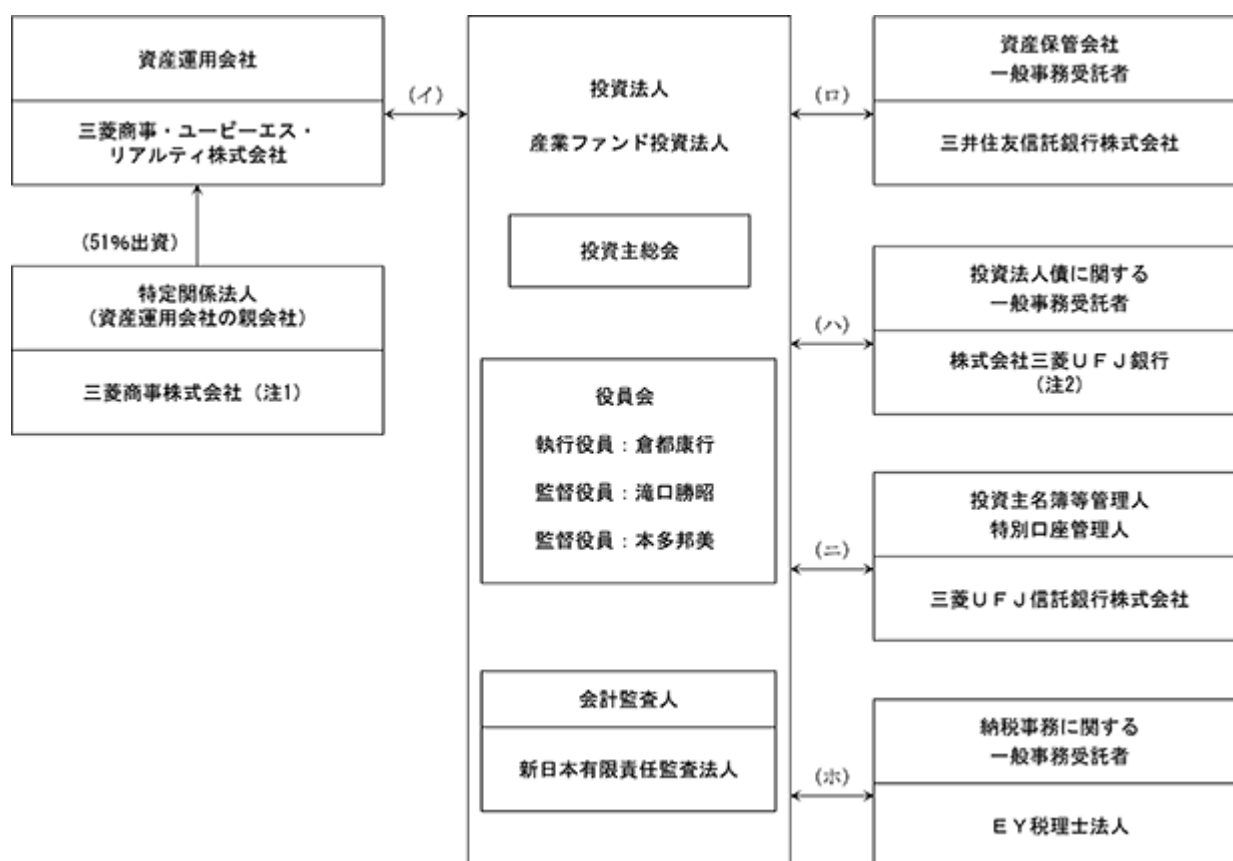 資産運用会社
三菱商事・ユービーエス・
リアルティ株式会社
(イ)
(51%出資)
特定関係法人
(資産運用会社の親会社)
三菱商事株式会社(注1)
投資法人
産業ファンド投資法人
投資主総会
役員会
執行役員:倉都康行
監督役員:滝口勝昭
監督役員:本多邦美
会計監査人
新日本有限責任監査法人
(ロ)
資産保管会社
一般事務受託者
三井住友信託銀行株式会社
(ハ)
投資法人債に関する
一般事務受託者
株式会社三菱UFJ銀行
(注2)
(ニ)
投資主名簿等管理人
特別口座管理人
三菱UFJ信託銀行株式会社
(ホ)
納税事務に関する
一般事務受託者
EY税理士法人